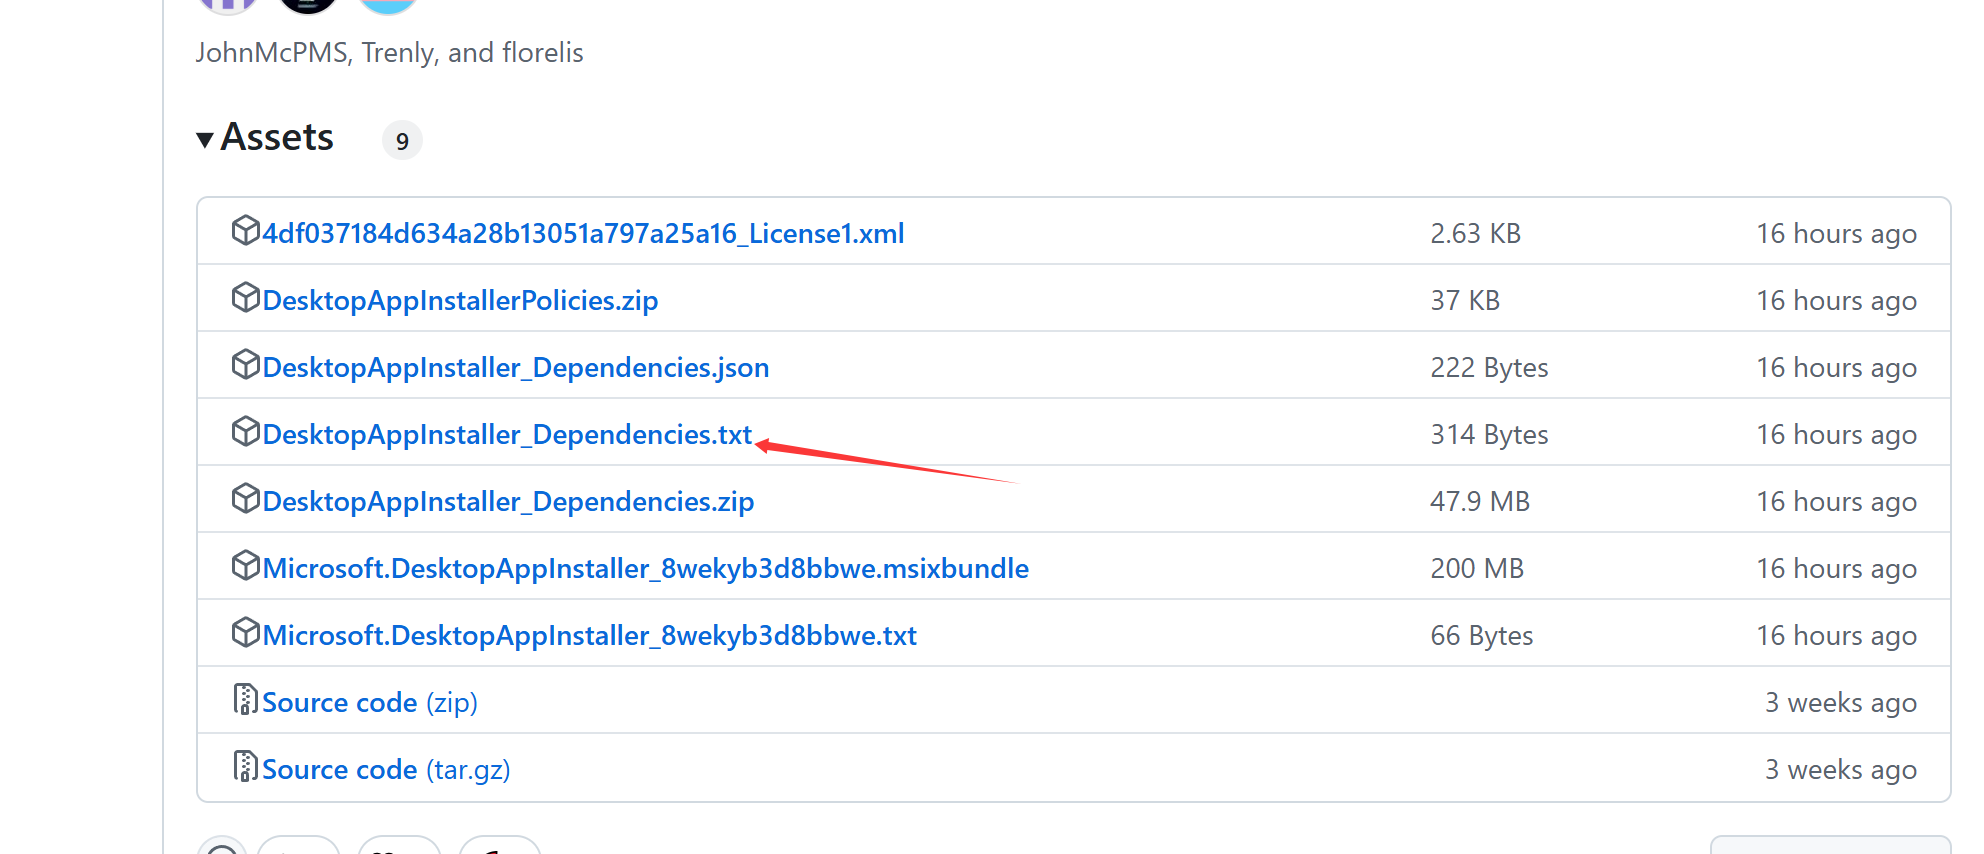 JohnMcPMS, Trenly, and florelis
Assets 9
4df037184d634a28b13051a797a25a16_License1.xml 2.63 KB 16 hours ago
DesktopAppInstallerPolicies.zip 37 KB 16 hours ago
DesktopAppInstaller_Dependencies.json 222 Bytes 16 hours ago
DesktopAppInstaller_Dependencies.txt 314 Bytes 16 hours ago
DesktopAppInstaller_Dependencies.zip 47.9 MB 16 hours ago
Microsoft.DesktopAppInstaller_8wekyb3d8bbwe.msixbundle 200 MB 16 hours ago
Microsoft.DesktopAppInstaller_8wekyb3d8bbwe.txt 66 Bytes 16 hours ago
Source code (zip) 3 weeks ago
Source code (tar.gz) 3 weeks ago